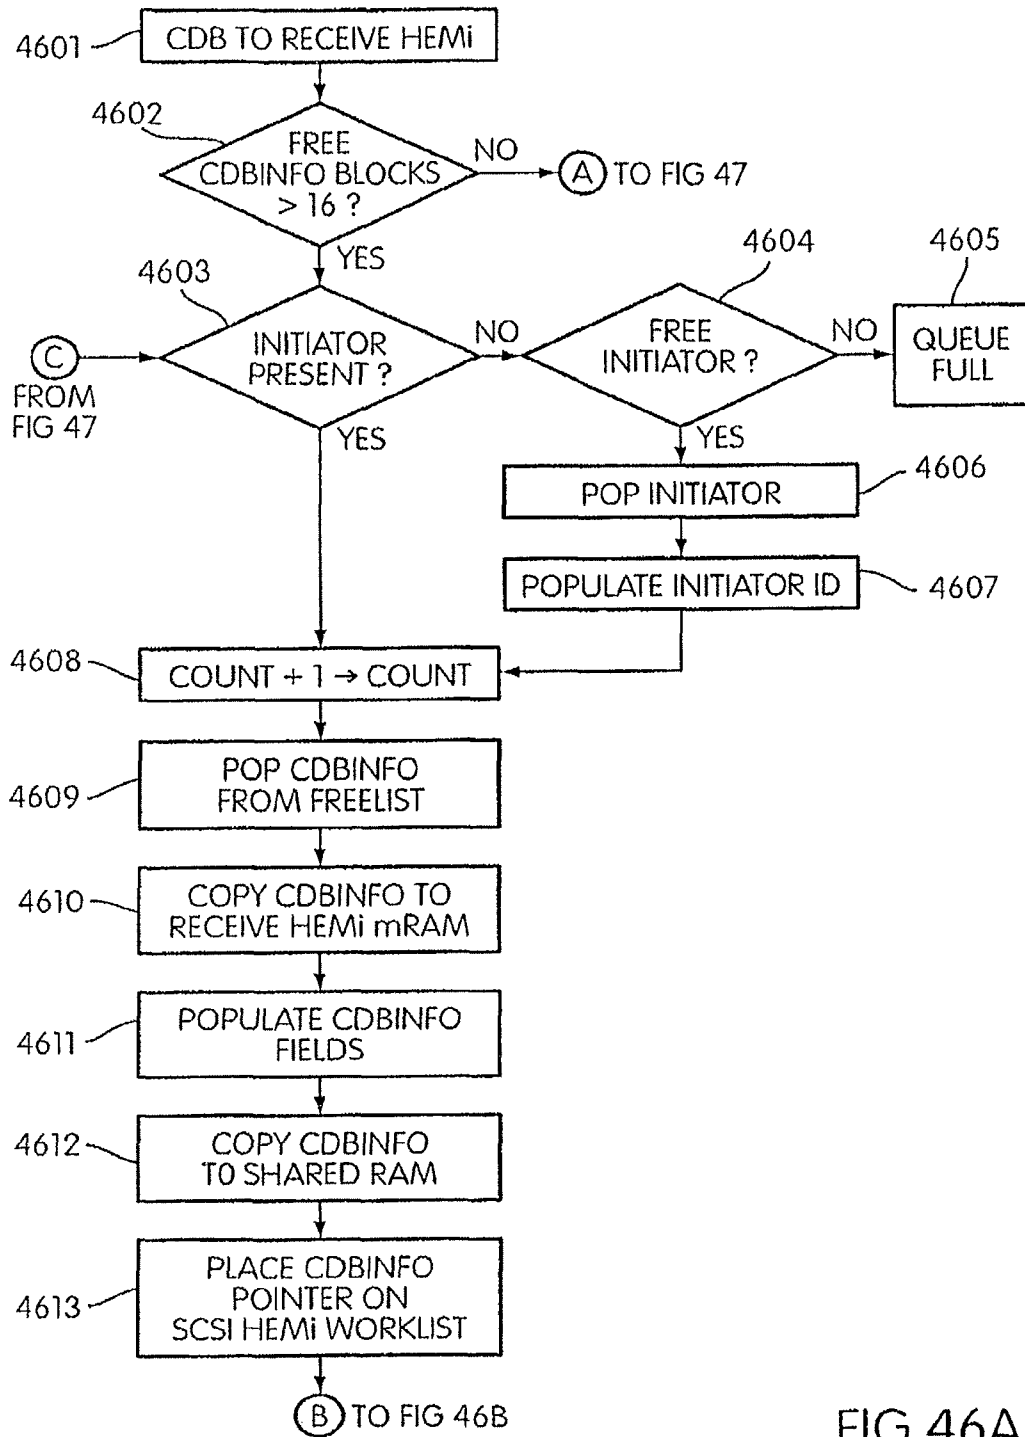 4601
CDB TO RECEIVE HEMi
4602
FREE
CDBINFO BLOCKS
> 16 ?
NO
A TO FIG 47
YES
4603
INITIATOR
PRESENT ?
C
FROM
FIG 47
NO
4604
FREE
INITIATOR ?
NO
4605
QUEUE
FULL
YES
YES
4606
POP INITIATOR
4607
POPULATE INITIATOR ID
4608
COUNT + 1 → COUNT
4609
POP CDBINFO
FROM FREELIST
4610
COPY CDBINFO TO
RECEIVE HEMi mRAM
4611
POPULATE CDBINFO
FIELDS
4612
COPY CDBINFO
TO SHARED RAM
4613
PLACE CDBINFO
POINTER ON
SCSI HEMi WORKLIST
B TO FIG 46B
FIG 46A